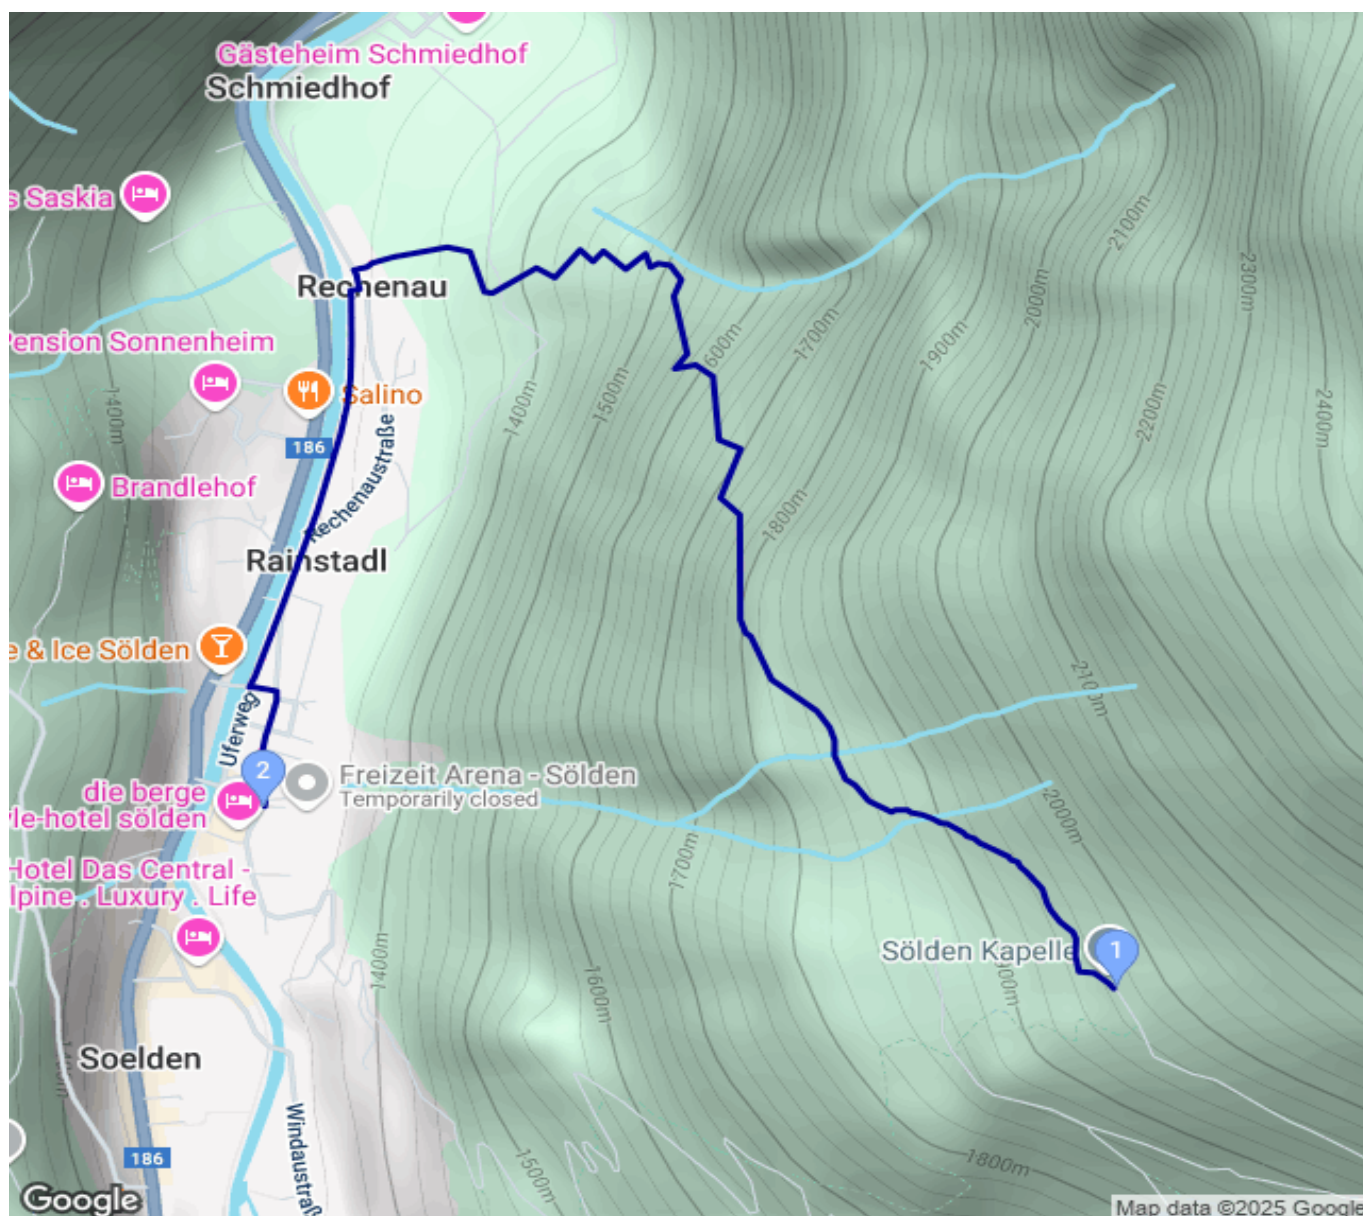 Gästeheim Schmiedhof
Schmiedhof
s Saskia
2100m
2300m
Rechenau
2000m
1700m
Pension Sonnenheim
1600m
1900m
1400m
1500m
1400m
2200m
2400m
Salino
186
Rechenaustraße
Brandlehof
1800m
Rainstadl
e & Ice Sölden
2100m
Uferweg
2
Freizeit Arena - Sölden
Temporarily closed
die berge
yle-hotel sölden
2000m
1700m
Hotel Das Central -
lpine . Luxury . Life
Sölden Kapelle
1
1400m
1600m
1900m
Soelden
Windaustraß
186
1500m
1800m
Google
Map data ©2025 Google